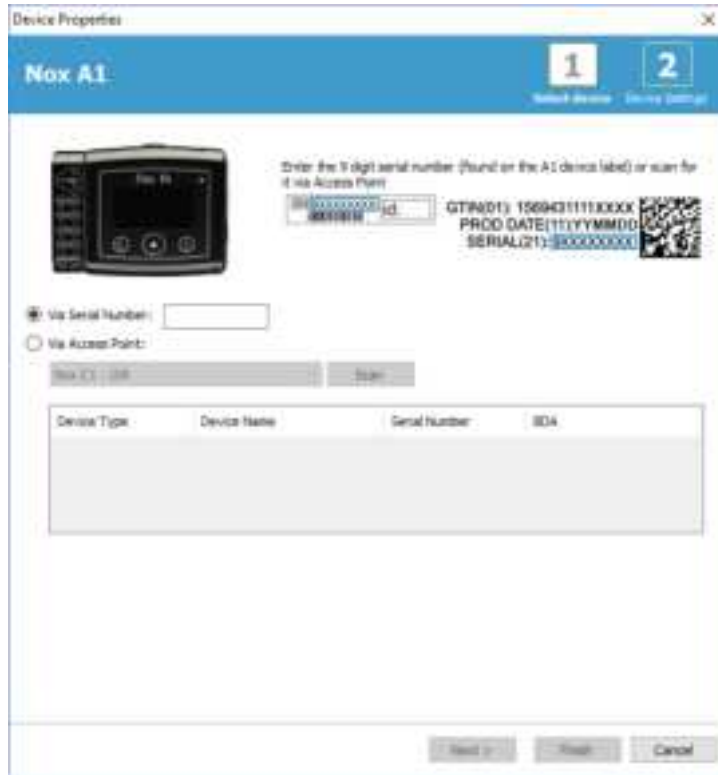 Device Properties
Nox A1
1
2
Select device
Device Settings
Enter the 9 digit serial number (found on the A1 device label) or scan for
it via Access Point
GTIN(01): 1569431111XXXX
PROD DATE(11):YYMMDD
SERIAL(21):
Via Serial Number:
Via Access Point:
Scan
Device Type
Device Name
Serial Number
BDA
Next >
Finish
Cancel